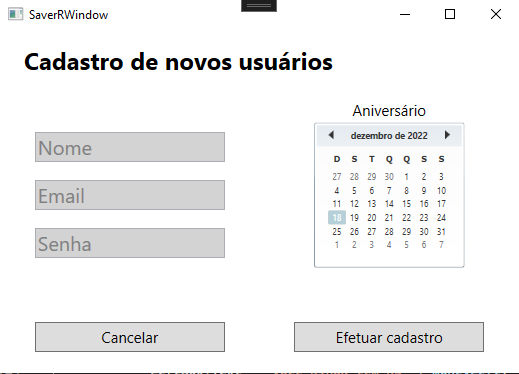 SaverRWindow
Cadastro de novos usuários
Nome
Email
Senha
Aniversário
dezembro de 2022
D S T Q Q S S
27 28 29 30 1 2 3
4 5 6 7 8 9 10
11 12 13 14 15 16 17
18 19 20 21 22 23 24
25 26 27 28 29 30 31
1 2 3 4 5 6 7
Cancelar
Efetuar cadastro